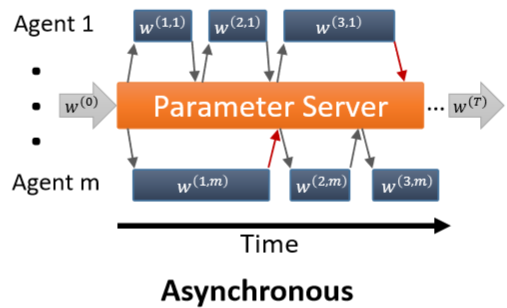 Agent 1 w^(1,1) w^(2,1) w^(3,1)
w^(0) Parameter Server ... w^(T)
Agent m w^(1,m) w^(2,m) w^(3,m)
Time
Asynchronous